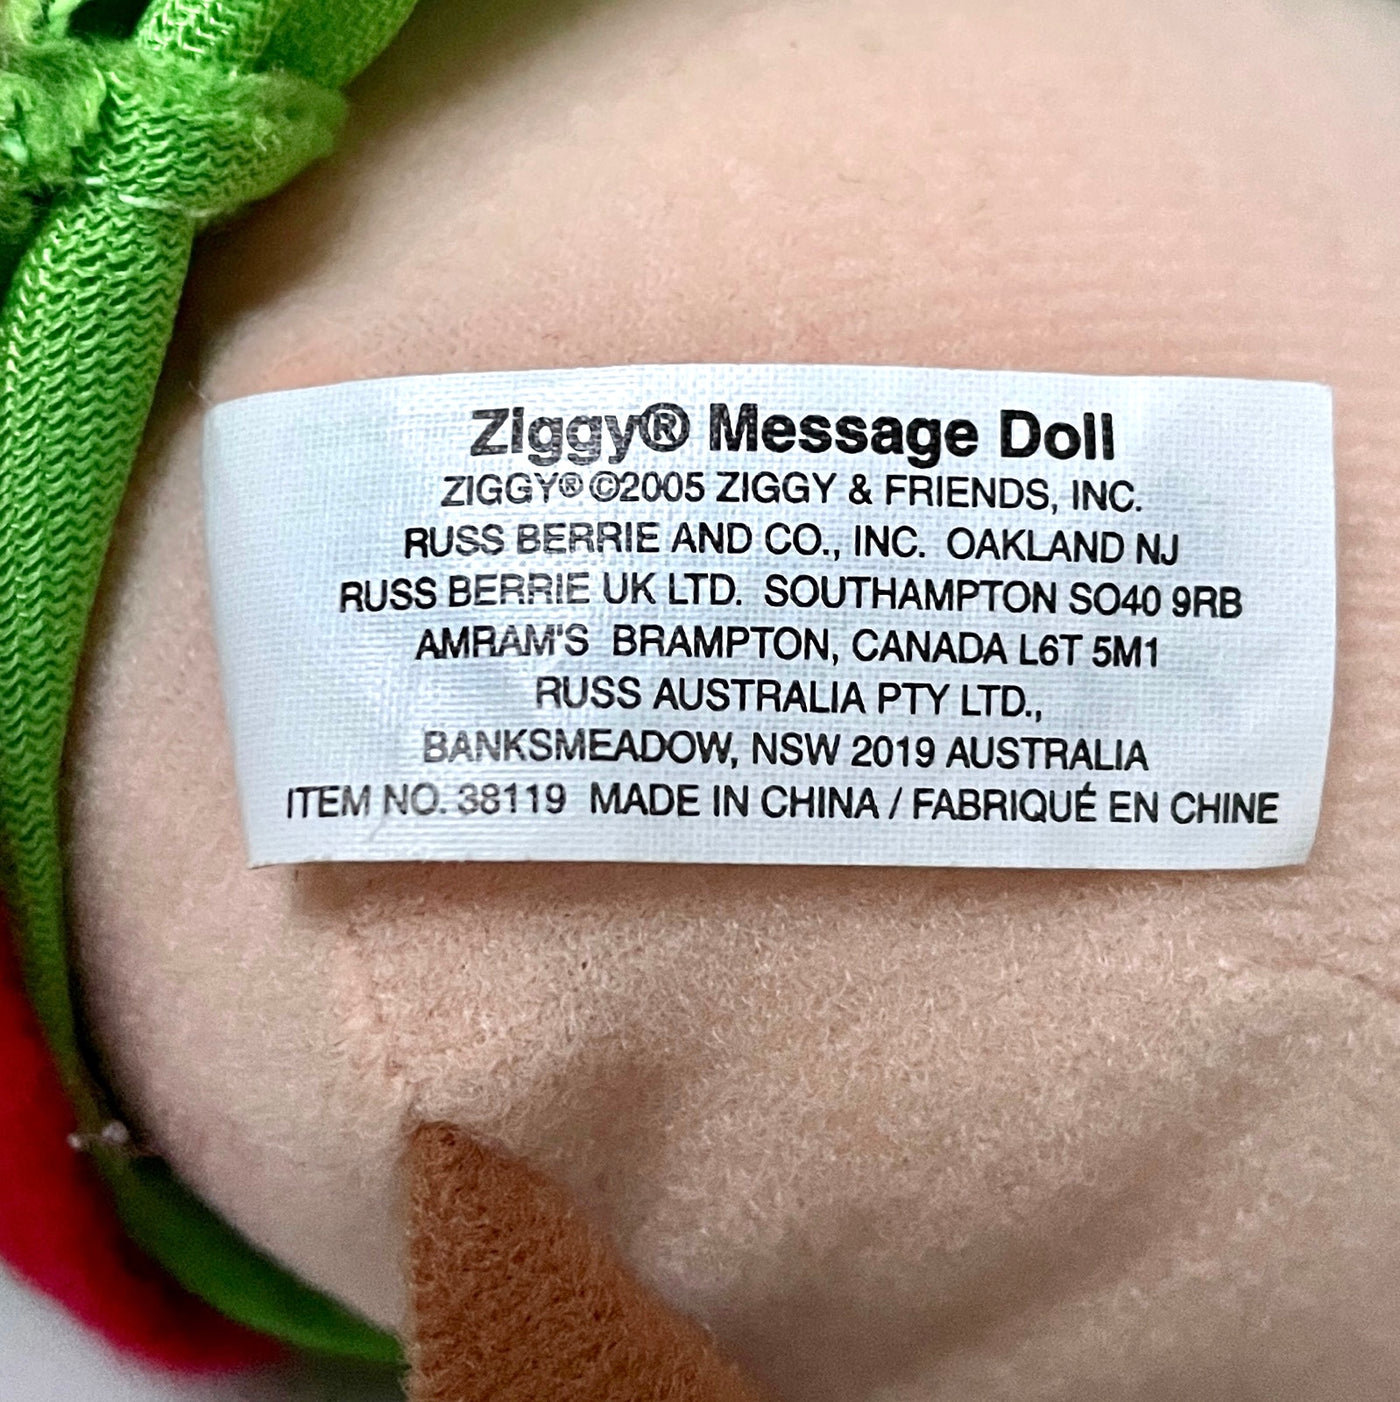 Ziggy® Message Doll
ZIGGY® ©2005 ZIGGY & FRIENDS, INC.
RUSS BERRIE AND CO., INC. OAKLAND NJ
RUSS BERRIE UK LTD. SOUTHAMPTON SO40 9RB
AMRAM'S BRAMPTON, CANADA L6T 5M1
RUSS AUSTRALIA PTY LTD.,
BANKSMEADOW, NSW 2019 AUSTRALIA
ITEM NO. 38119 MADE IN CHINA / FABRIQUÉ EN CHINE